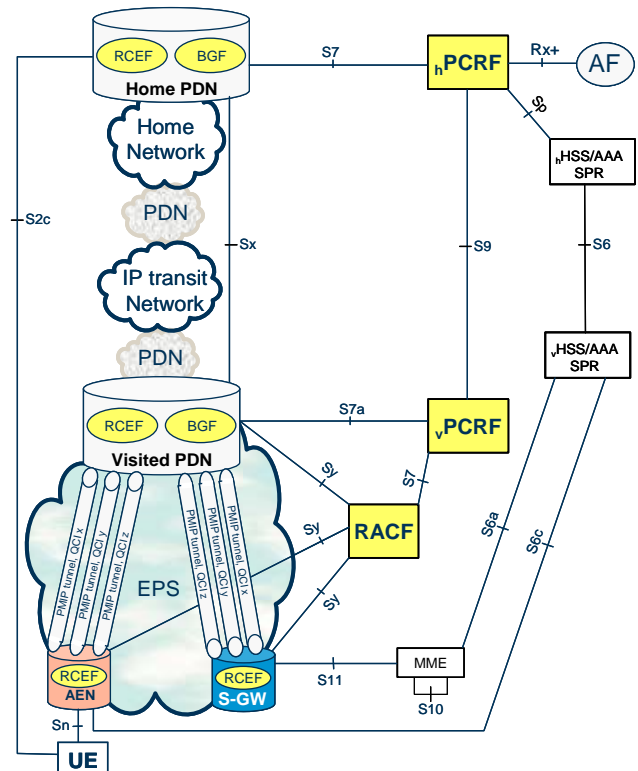 RCEF
BGF
Home PDN
S7
hPCRF
Rx+
AF
Sp
hHSS/AAA
SPR
Home
Network
PDN
S2c
Sx
S9
S6
IP transit
Network
PDN
vHSS/AAA
SPR
RCEF
BGF
Visited PDN
S7a
vPCRF
Sy
S7
RACF
PMIP tunnel, QCI x
PMIP tunnel, QCI y
PMIP tunnel, QCI z
PMIP tunnel, QCI z
PMIP tunnel, QCI y
PMIP tunnel, QCI x
Sy
S6a
S6c
EPS
Sy
RCEF
AEN
RCEF
S-GW
S11
MME
S10
Sn
UE